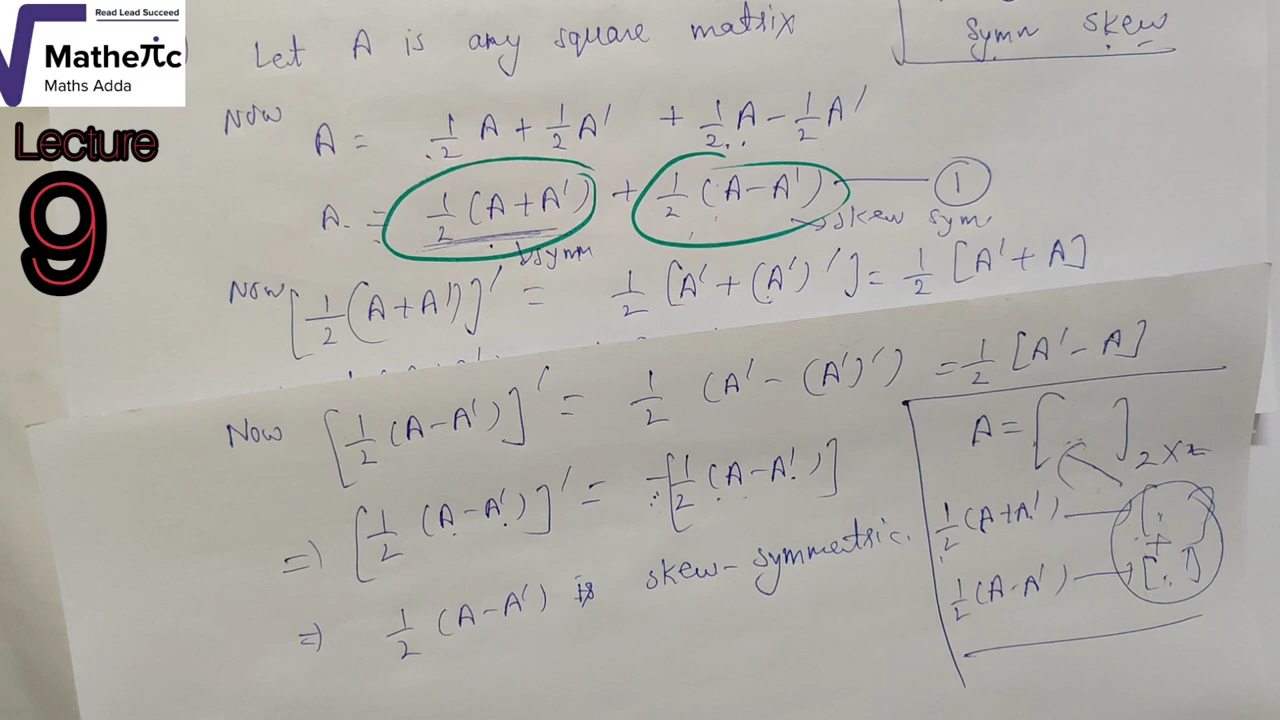 Read Lead Succeed
Matheπc
Maths Adda
Lecture
9
Let A is any square matrix
Symn skew
Now A = 1/2 A + 1/2 A' + 1/2 A - 1/2 A'
A = 1/2 (A + A') + 1/2 (A - A') — 1
symm
skew sym
Now [1/2 (A + A')]' = 1/2 [A' + (A')'] = 1/2 [A' + A]
Now [1/2 (A - A')]' = 1/2 (A' - (A')') = 1/2 [A' - A]
=> [1/2 (A - A')]' = -[1/2 (A - A')]
=> 1/2 (A - A') is skew-symmetric.
A = [ ] 2x2
1/2 (A + A') — [ ]
+
1/2 (A - A') — [ ]